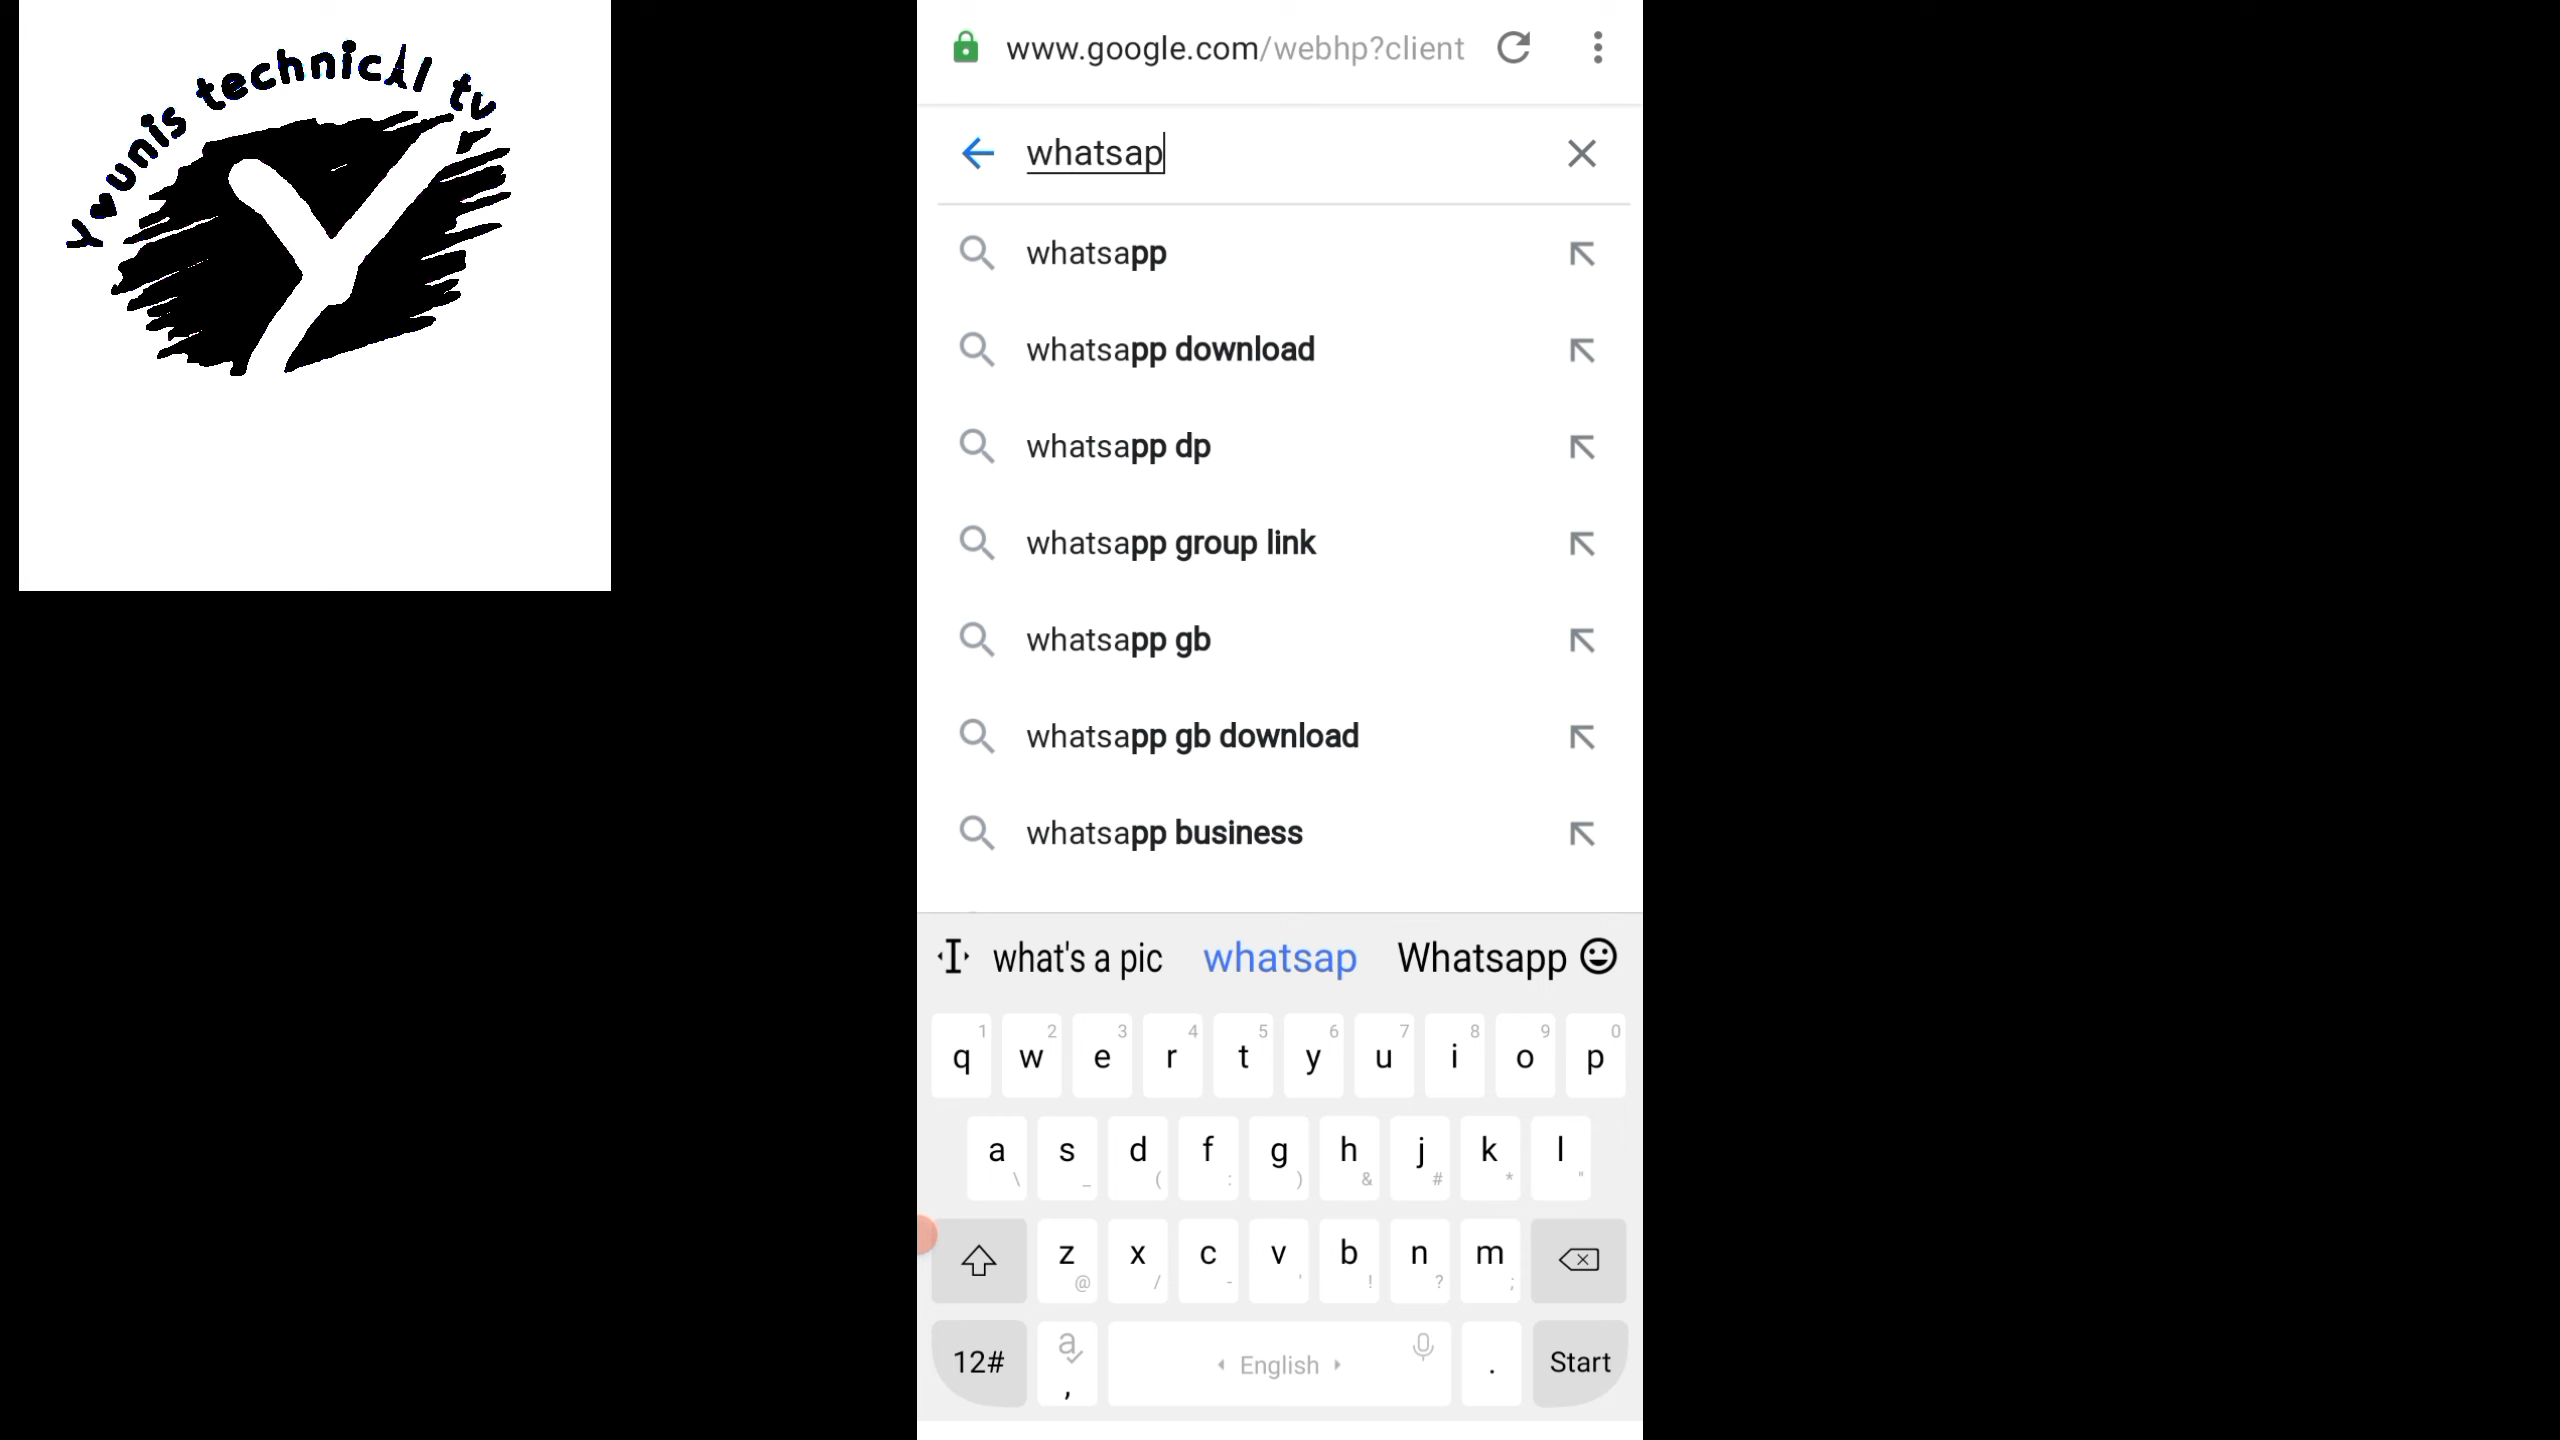 Younis technical tv
www.google.com/webhp?client
whatsap
whatsapp
whatsapp download
whatsapp dp
whatsapp group link
whatsapp gb
whatsapp gb download
whatsapp business
what's a pic whatsap Whatsapp
1 2 3 4 5 6 7 8 9 0
q w e r t y u i o p
a s d f g h j k l
\ _ ( : ) & # * "
z x c v b n m
@ / - ' ! ? ;
12# a , English . Start